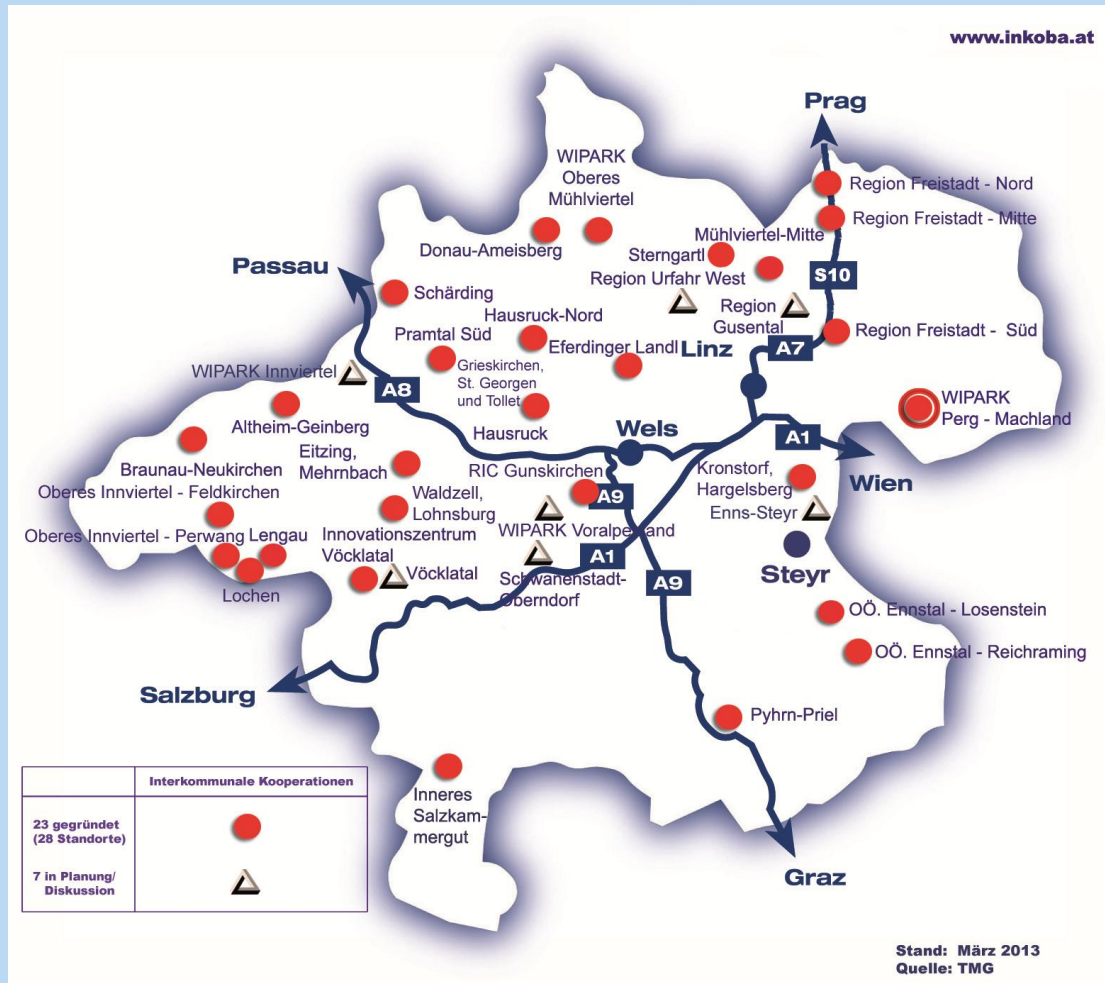 www.inkoba.at
Prag
WIPARK
Oberes
Mühlviertel
Region Freistadt - Nord
Region Freistadt - Mitte
Donau-Ameisberg
Mühlviertel-Mitte
Sterngartl
Region Urfahr West
S10
Passau
Schärding
Region
Gusental
Hausruck-Nord
Pramtal Süd
Eferdinger Landl
Linz
A7
Region Freistadt - Süd
WIPARK Innviertel
Grieskirchen,
St. Georgen
und Tollet
A8
Altheim-Geinberg
Hausruck
Wels
A1
WIPARK
Perg - Machland
Eitzing,
Mehrnbach
Braunau-Neukirchen
RIC Gunskirchen
Kronstorf,
Hargelsberg
Wien
Oberes Innviertel - Feldkirchen
Waldzell,
Lohnsburg
A9
Enns-Steyr
Oberes Innviertel - Perwang
Lengau
Innovationszentrum
Vöcklatal
WIPARK Voralpenland
A1
Steyr
Lochen
Vöcklatal
Schwanenstadt-
Oberndorf
A9
OÖ. Ennstal - Losenstein
OÖ. Ennstal - Reichraming
Salzburg
Pyhrn-Priel
Inneres
Salzkam-
mergut
Graz
Interkommunale Kooperationen
23 gegründet
(28 Standorte)
7 in Planung/
Diskussion
Stand: März 2013
Quelle: TMG